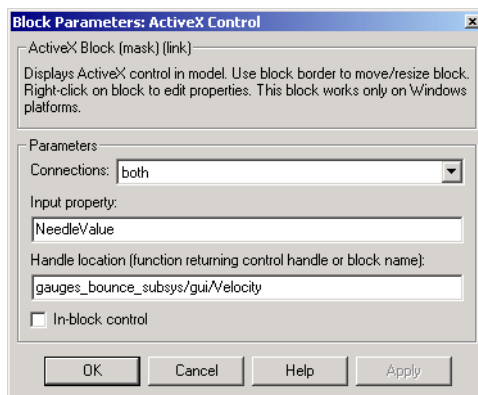 Block Parameters: ActiveX Control
ActiveX Block (mask) (link)
Displays ActiveX control in model. Use block border to move/resize block.
Right-click on block to edit properties. This block works only on Windows
platforms.
Parameters
Connections: both
Input property:
NeedleValue
Handle location (function returning control handle or block name):
gauges_bounce_subsys/gui/Velocity
In-block control
OK Cancel Help Apply